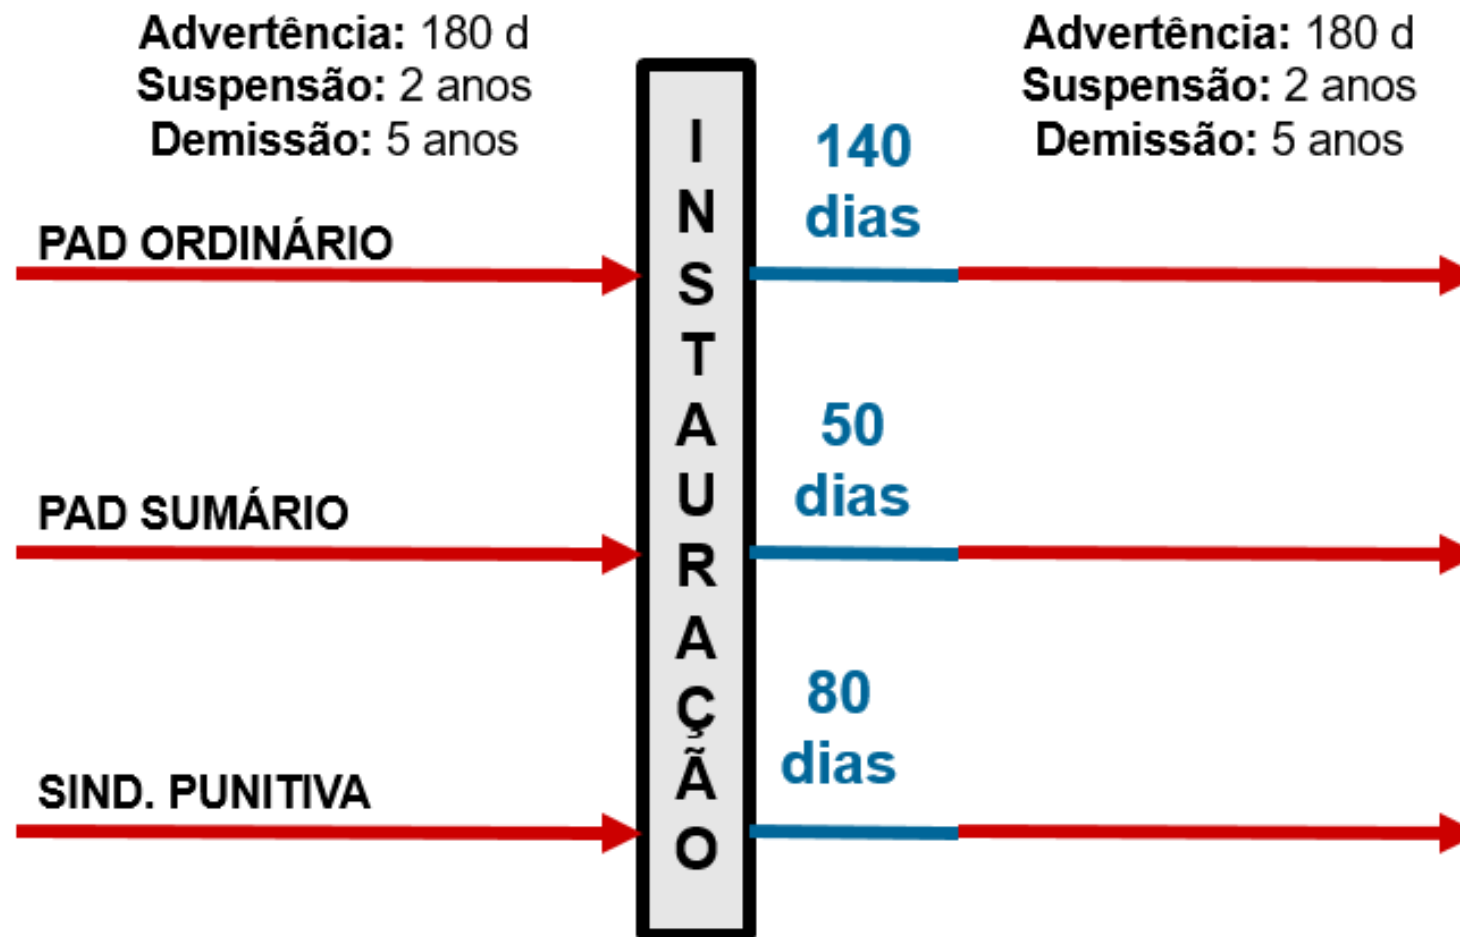 Advertência: 180 d
Suspensão: 2 anos
Demissão: 5 anos
Advertência: 180 d
Suspensão: 2 anos
Demissão: 5 anos
INSTAURAÇÃO
PAD ORDINÁRIO
140
dias
PAD SUMÁRIO
50
dias
SIND. PUNITIVA
80
dias